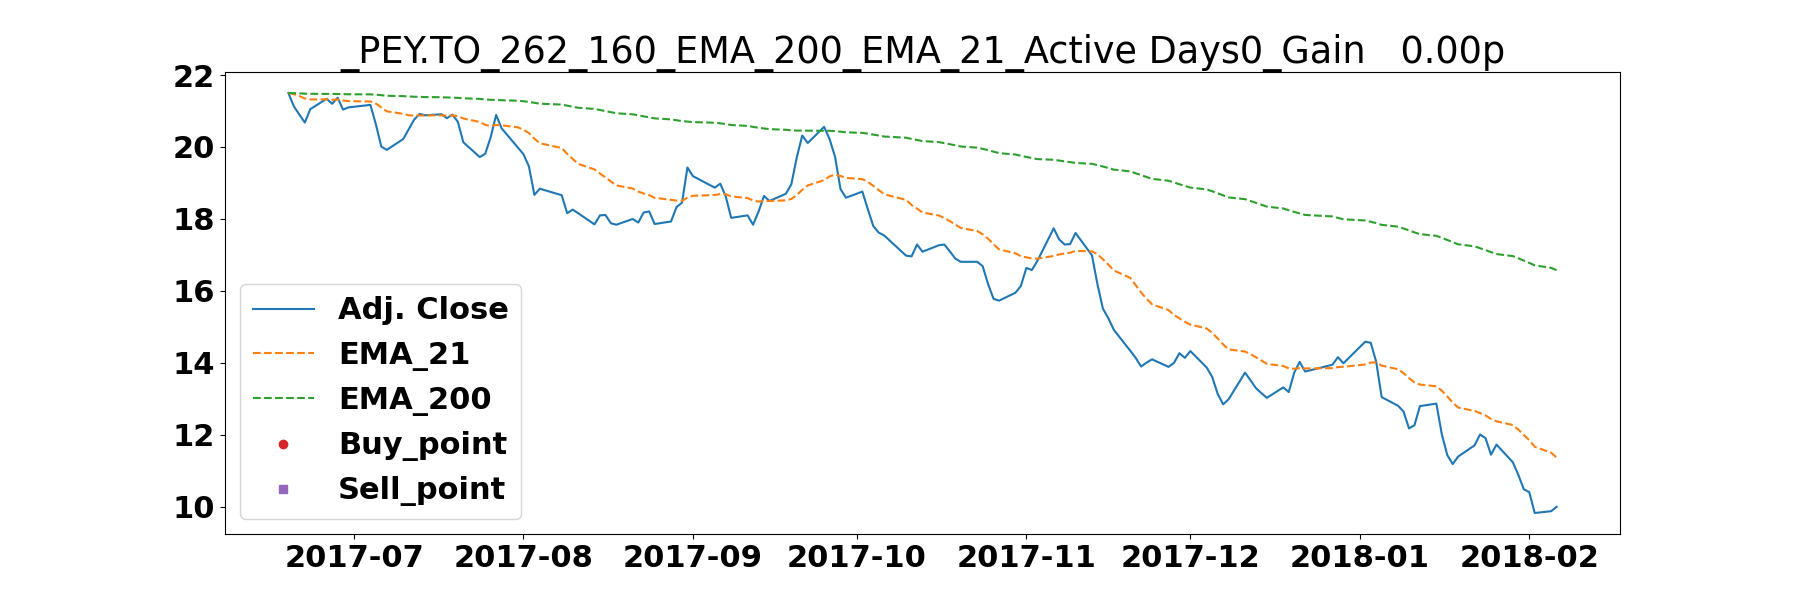 _PEY.TO_262_160_EMA_200_EMA_21_Active Days0_Gain   0.00p
22
20
18
16
14
12
10
Adj. Close
EMA_21
EMA_200
Buy_point
Sell_point
2017-07 2017-08 2017-09 2017-10 2017-11 2017-12 2018-01 2018-02